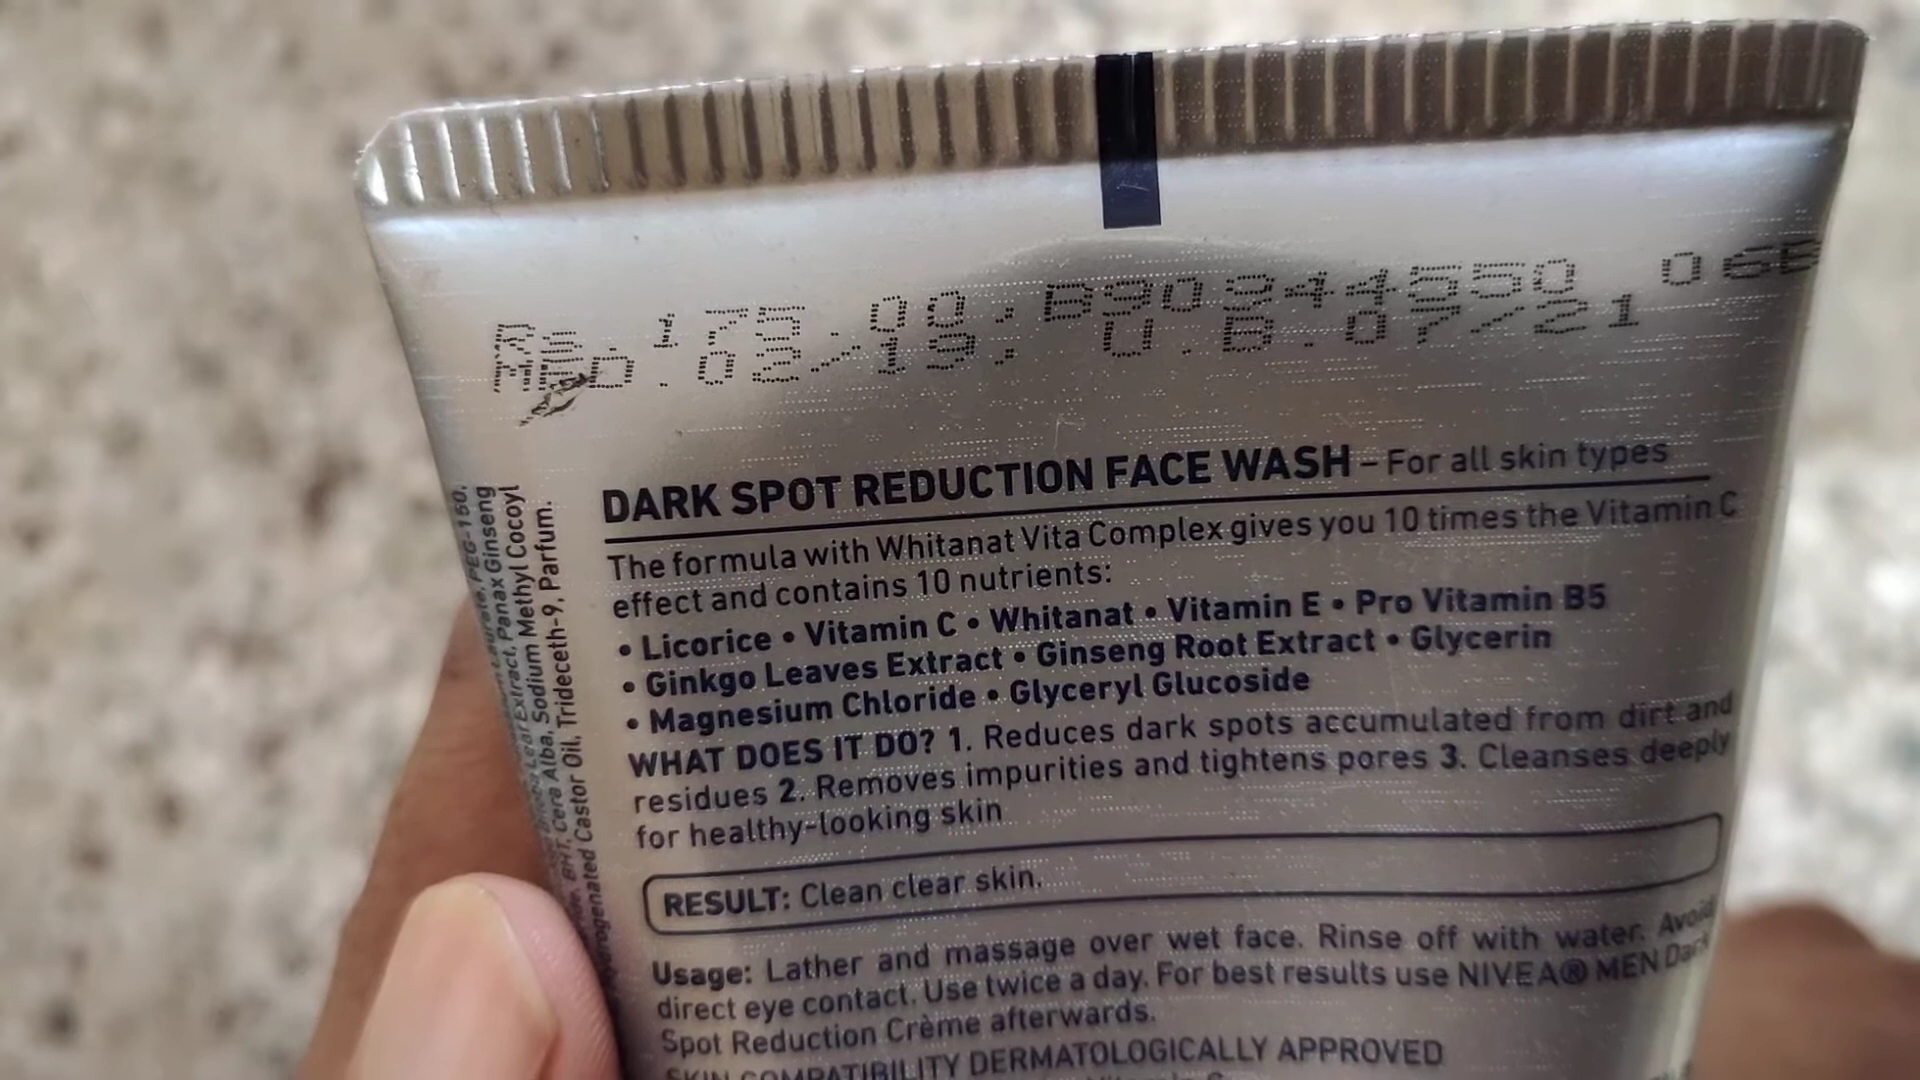 Rs 175.00, B90844550 06E
MFD.02/19, U.B.07/21
DARK SPOT REDUCTION FACE WASH – For all skin types
The formula with Whitanat Vita Complex gives you 10 times the Vitamin C
effect and contains 10 nutrients:
• Licorice • Vitamin C • Whitanat • Vitamin E • Pro Vitamin B5
• Ginkgo Leaves Extract • Ginseng Root Extract • Glycerin
• Magnesium Chloride • Glyceryl Glucoside
WHAT DOES IT DO? 1. Reduces dark spots accumulated from dirt and
residues 2. Removes impurities and tightens pores 3. Cleanses deeply
for healthy-looking skin
RESULT: Clean clear skin.
Usage: Lather and massage over wet face. Rinse off with water. Avoid
direct eye contact. Use twice a day. For best results use NIVEA® MEN Dark
Spot Reduction Crème afterwards.
SKIN COMPATIBILITY DERMATOLOGICALLY APPROVED
PEG-150,
Leaf Extract, Panax Ginseng
BHT, Cera Alba, Sodium Methyl Cocoyl
Castor Oil, Trideceth-9, Parfum.